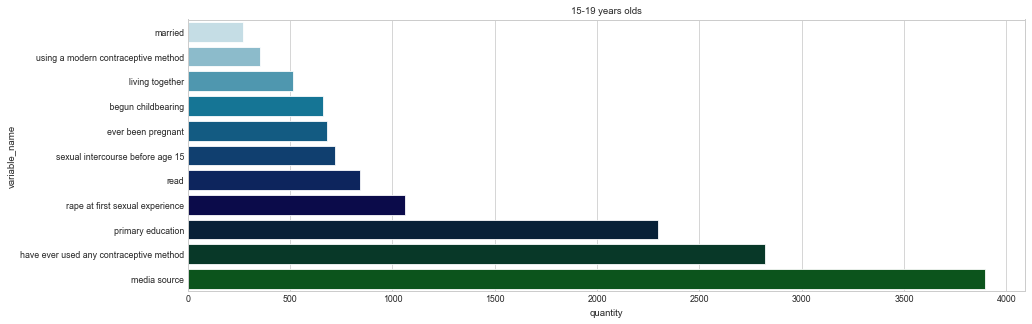 15-19 years olds
variable_name
married
using a modern contraceptive method
living together
begun childbearing
ever been pregnant
sexual intercourse before age 15
read
rape at first sexual experience
primary education
have ever used any contraceptive method
media source
0 500 1000 1500 2000 2500 3000 3500 4000
quantity